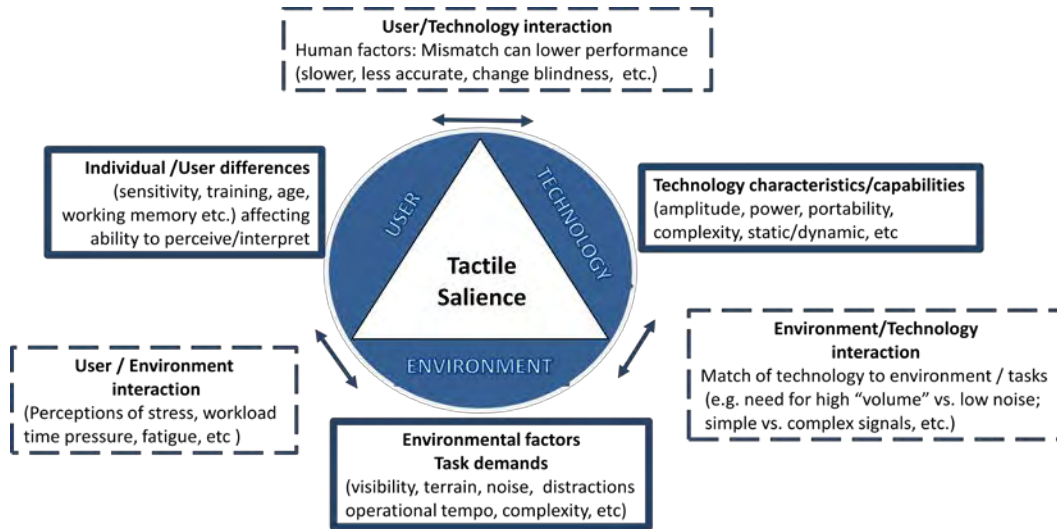 User/Technology interaction
Human factors: Mismatch can lower performance
(slower, less accurate, change blindness, etc.)
Individual /User differences
(sensitivity, training, age,
working memory etc.) affecting
ability to perceive/interpret
USER
TECHNOLOGY
Technology characteristics/capabilities
(amplitude, power, portability,
complexity, static/dynamic, etc
Tactile
Salience
ENVIRONMENT
User / Environment
interaction
(Perceptions of stress, workload
time pressure, fatigue, etc )
Environment/Technology
interaction
Match of technology to environment / tasks
(e.g. need for high “volume” vs. low noise;
simple vs. complex signals, etc.)
Environmental factors
Task demands
(visibility, terrain, noise, distractions
operational tempo, complexity, etc)